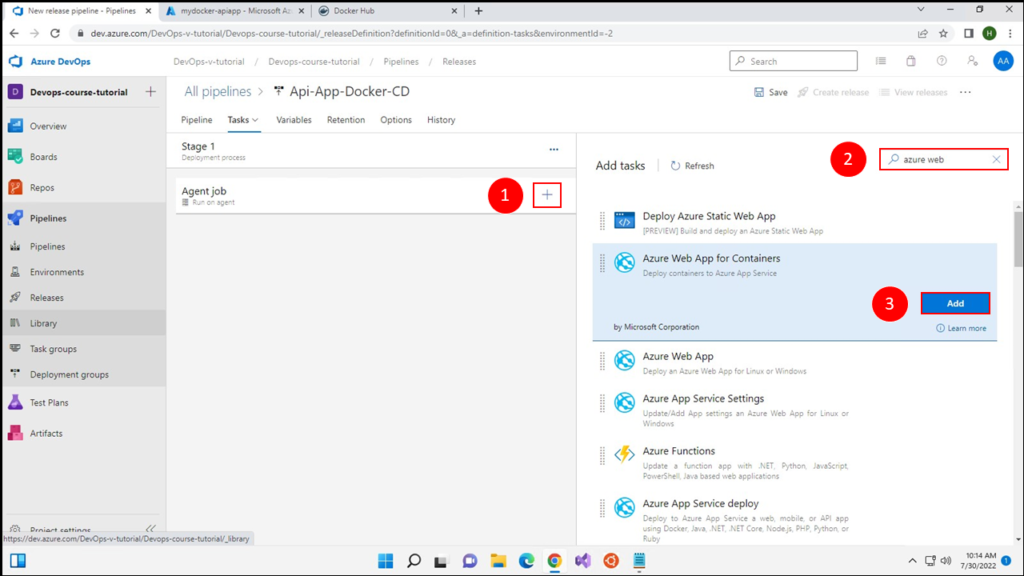 New release pipeline - Pipelines
mydocker-apiapp - Microsoft Az
Docker Hub
dev.azure.com/DevOps-v-tutorial/Devops-course-tutorial/_releaseDefinition?definitionId=0&_a=definition-tasks&environmentId=-2
H
Azure DevOps
DevOps-v-tutorial / Devops-course-tutorial / Pipelines / Releases
Search
AA
D
Devops-course-tutorial
All pipelines > Api-App-Docker-CD
Save
Create release
View releases
Pipeline
Tasks
Variables
Retention
Options
History
Overview
Boards
Repos
Pipelines
Pipelines
Environments
Releases
Library
Task groups
Deployment groups
Test Plans
Artifacts
Project settings
https://dev.azure.com/DevOps-v-tutorial/Devops-course-tutorial/_library
Stage 1
Deployment process
Agent job
Run on agent
1
Add tasks
Refresh
2
azure web
Deploy Azure Static Web App
[PREVIEW] Build and deploy an Azure Static Web App
Azure Web App for Containers
Deploy containers to Azure App Service
3
Add
by Microsoft Corporation
Learn more
Azure Web App
Deploy an Azure Web App for Linux or Windows
Azure App Service Settings
Update/Add App settings an Azure Web App for Linux or
Windows
Azure Functions
Update a function app with .NET, Python, JavaScript,
PowerShell, Java based web applications
Azure App Service deploy
Deploy to Azure App Service a web, mobile, or API app
using Docker, Java, .NET, .NET Core, Node.js, PHP, Python, or
Ruby
10:14 AM
7/30/2022
1